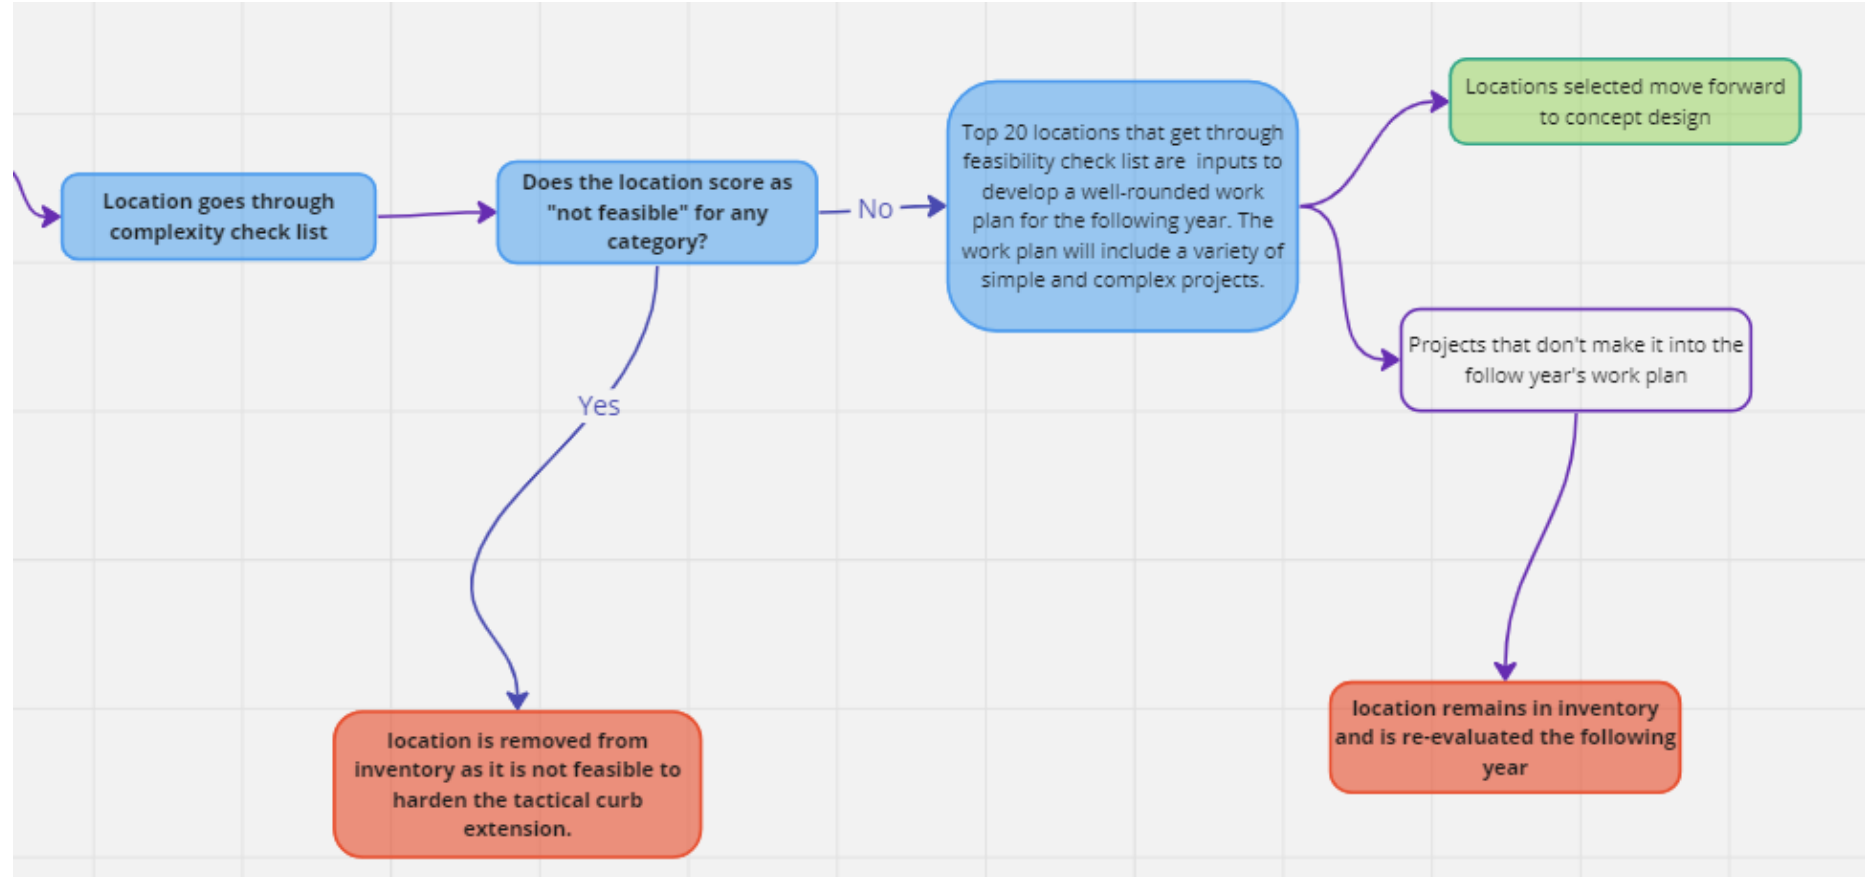 Location goes through
complexity check list
Does the location score as
"not feasible" for any
category?
No
Yes
location is removed from
inventory as it is not feasible to
harden the tactical curb
extension.
Top 20 locations that get through
feasibility check list are  inputs to
develop a well-rounded work
plan for the following year. The
work plan will include a variety of
simple and complex projects.
Locations selected move forward
to concept design
Projects that don't make it into the
follow year's work plan
location remains in inventory
and is re-evaluated the following
year